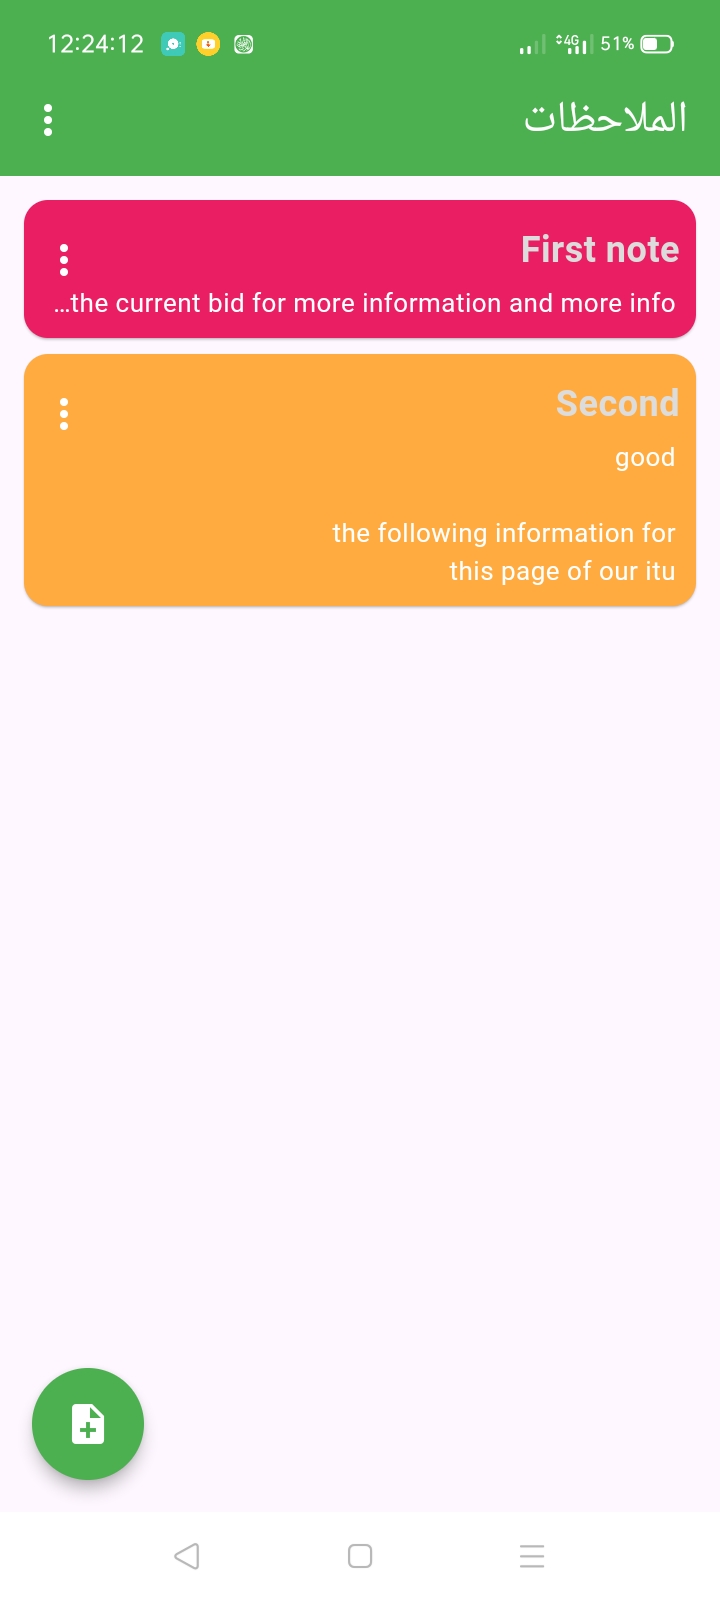 12:24:12 4G 51%
الملاحظات
First note
the current bid for more information and more info...
Second
good
the following information for
this page of our itu